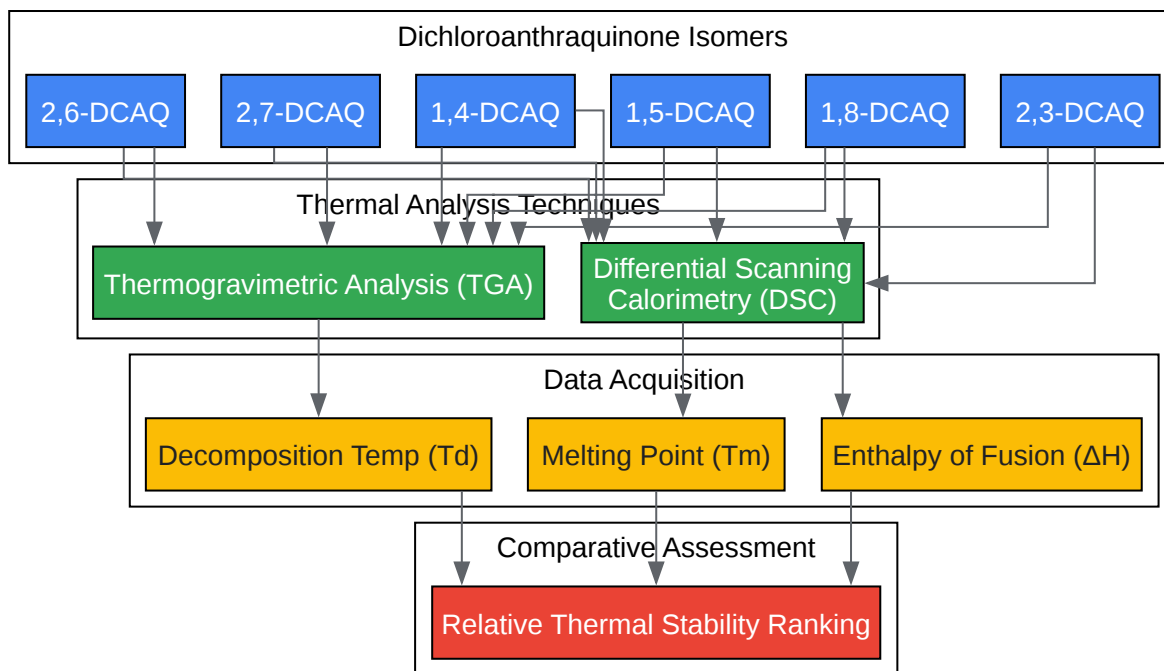 Dichloroanthraquinone Isomers
2,6-DCAQ
2,7-DCAQ
1,4-DCAQ
1,5-DCAQ
1,8-DCAQ
2,3-DCAQ
Thermal Analysis Techniques
Thermogravimetric Analysis (TGA)
Differential Scanning
Calorimetry (DSC)
Data Acquisition
Decomposition Temp (Td)
Melting Point (Tm)
Enthalpy of Fusion (ΔH)
Comparative Assessment
Relative Thermal Stability Ranking